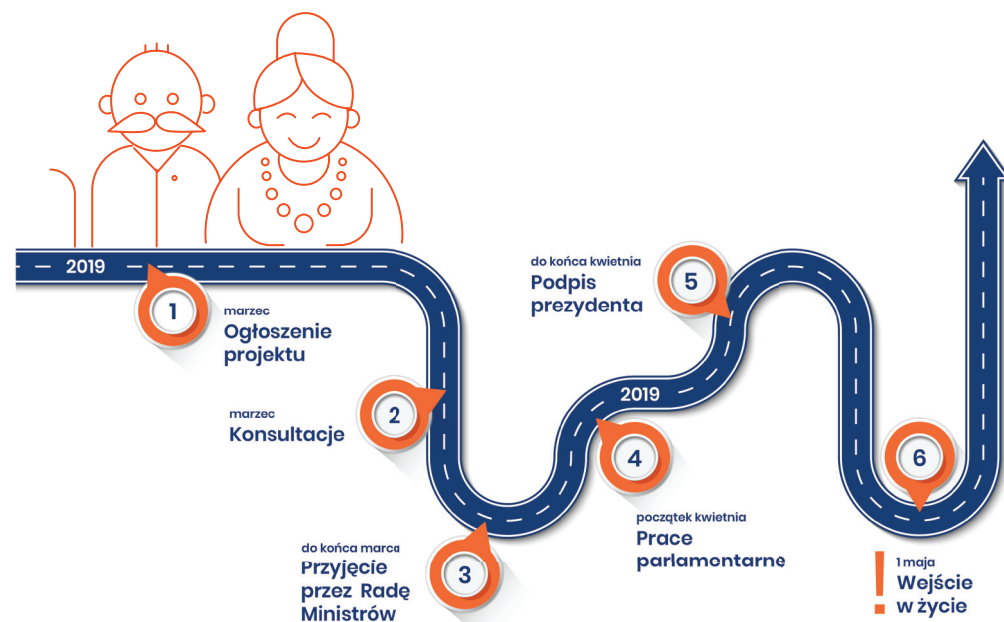 2019
1
marzec
Ogłoszenie
projektu
2
marzec
Konsultacje
3
do końca marca
Przyjęcie
przez Radę
Ministrów
2019
4
początek kwietnia
Prace
parlamontarne
5
do końca kwietnia
Podpis
prezydenta
6
! 1 maja
Wejście
w życie